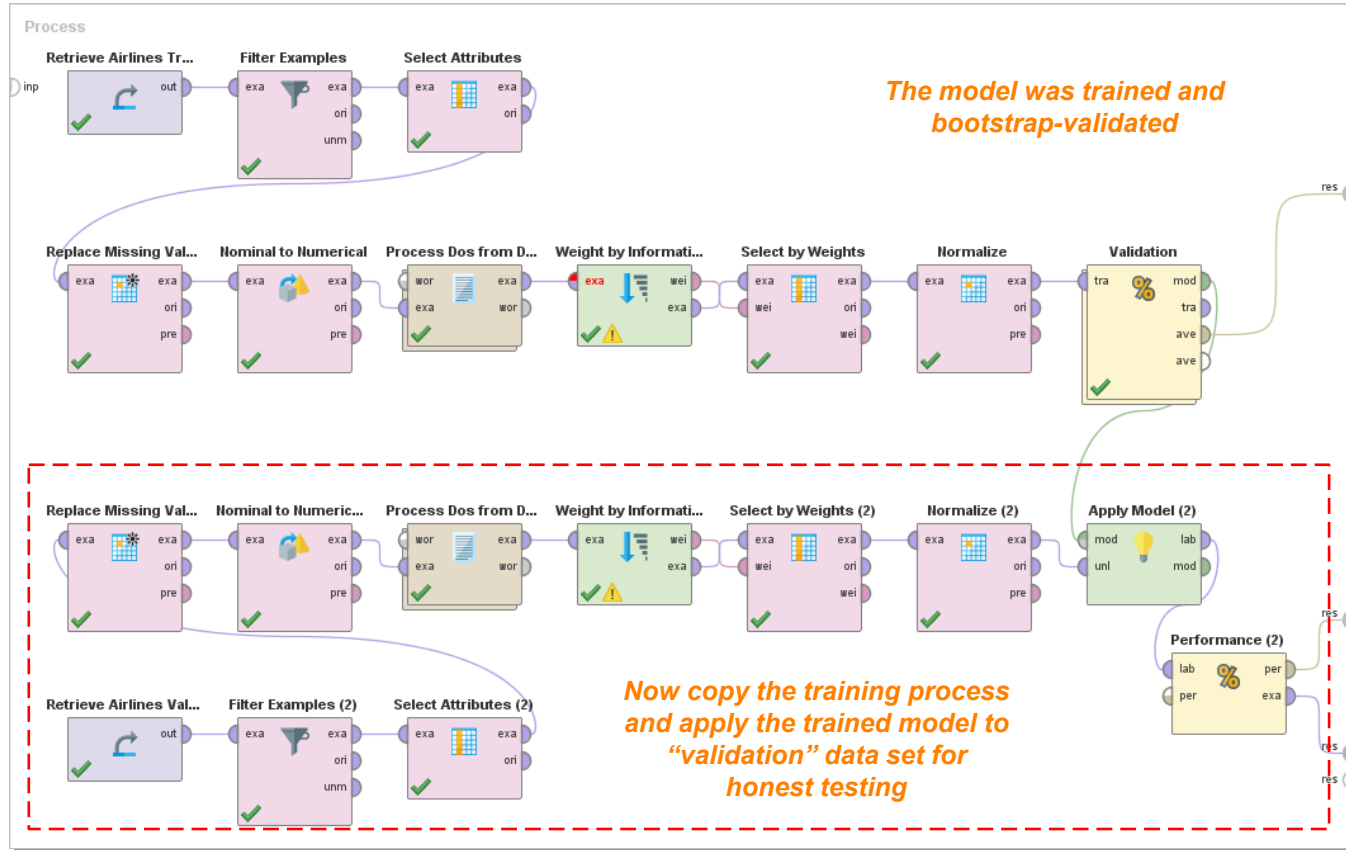 Process
Retrieve Airlines Tr... Filter Examples Select Attributes
inp out exa exa exa exa
ori ori
unm
The model was trained and
bootstrap-validated
res
Replace Missing Val... Nominal to Numerical Process Dos from D... Weight by Informati... Select by Weights Normalize Validation
exa exa exa exa wor exa exa wei exa exa exa exa tra mod
ori ori exa wor exa wei ori ori tra
pre pre wei pre ave
ave
Replace Missing Val... Nominal to Numeric... Process Dos from D... Weight by Informati... Select by Weights (2) Normalize (2) Apply Model (2)
exa exa exa exa wor exa exa wei exa exa exa exa mod lab
ori ori exa wor exa wei ori ori unl mod
pre pre wei pre
res
Performance (2)
lab per
per exa
Retrieve Airlines Val... Filter Examples (2) Select Attributes (2)
out exa exa exa exa
ori ori
unm
Now copy the training process
and apply the trained model to
“validation” data set for
honest testing
res
res